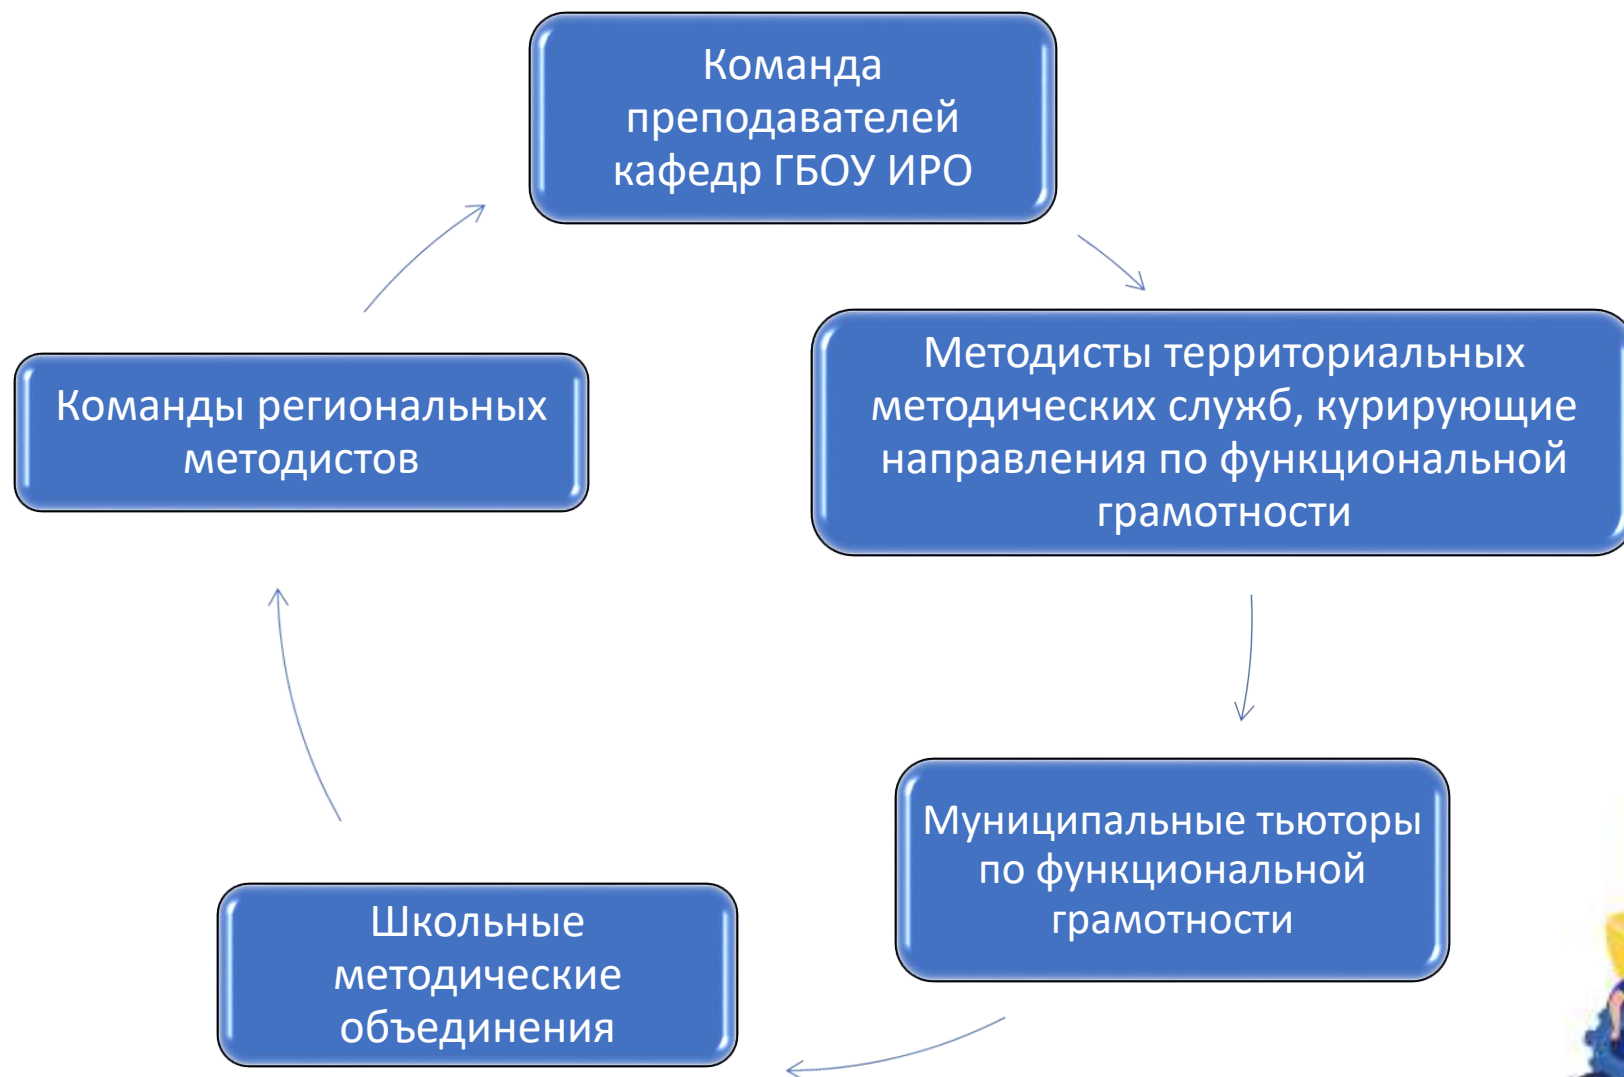 Команда
преподавателей
кафедр ГБОУ ИРО
Методисты территориальных
методических служб, курирующие
направления по функциональной
грамотности
Муниципальные тьюторы
по функциональной
грамотности
Школьные
методические
объединения
Команды региональных
методистов